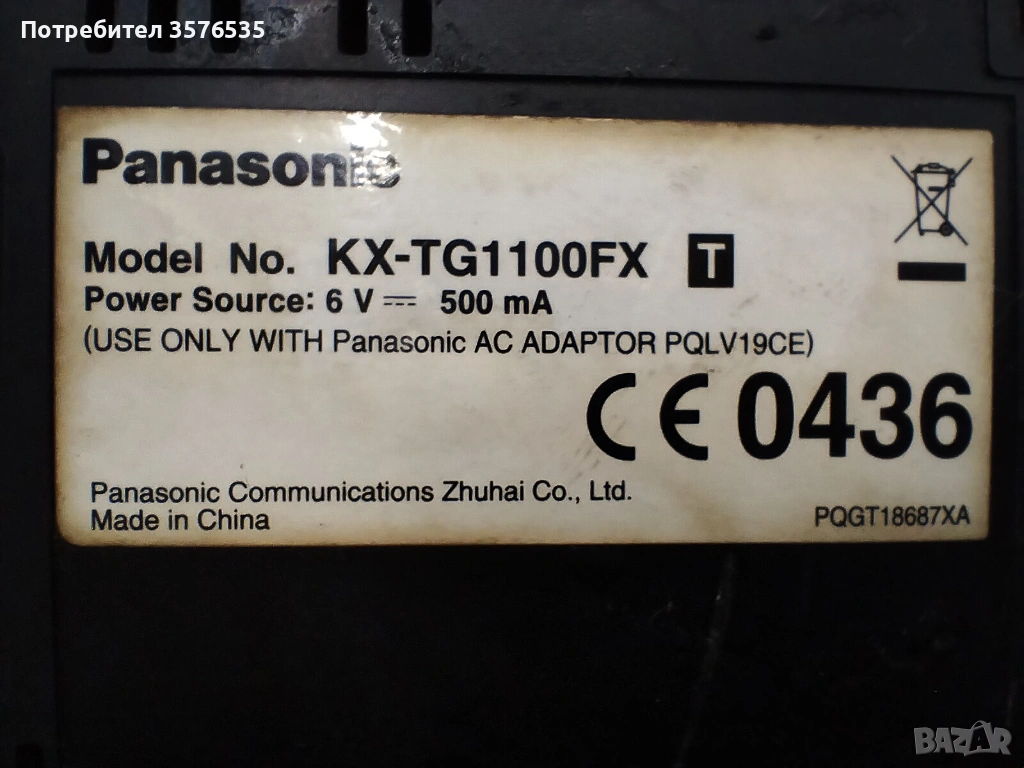 Потребител 3576535
Panasonic
Model No. KX-TG1100FX T
Power Source: 6 V ⎓ 500 mA
(USE ONLY WITH Panasonic AC ADAPTOR PQLV19CE)
CE 0436
Panasonic Communications Zhuhai Co., Ltd.
Made in China
PQGT18687XA
BAZAR